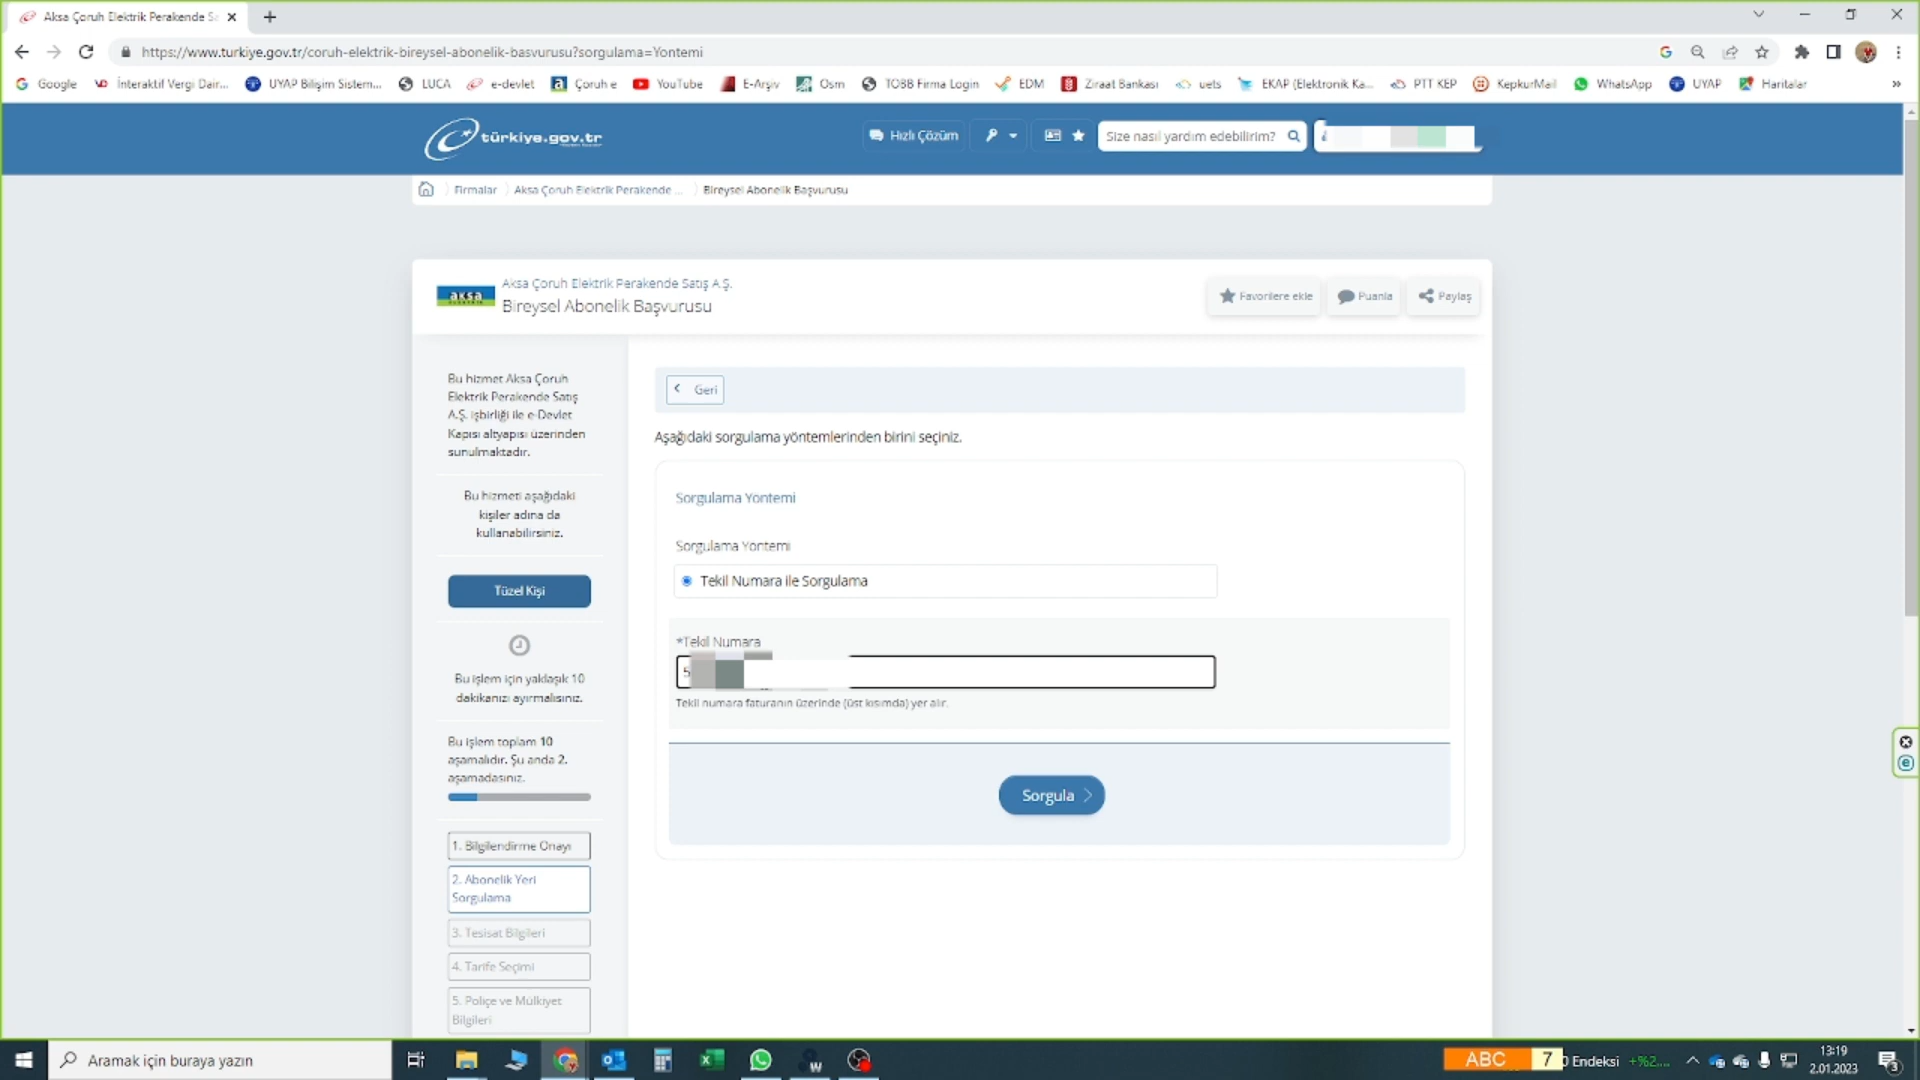 Aksa Çoruh Elektrik Perakende Sa
https://www.turkiye.gov.tr/coruh-elektrik-bireysel-abonelik-basvurusu?sorgulama=Yontemi
Google
İnteraktif Vergi Dair...
UYAP Bilişim Sistem...
LUCA
e-devlet
Çoruh e
YouTube
E-Arşiv
Osm
TOBB Firma Login
EDM
Ziraat Bankası
uets
EKAP (Elektronik Ka...
PTT KEP
KepkurMail
WhatsApp
UYAP
Haritalar
»
türkiye.gov.tr
Hızlı Çözüm
Size nasıl yardım edebilirim?
Firmalar
Aksa Çoruh Elektrik Perakende ...
Bireysel Abonelik Başvurusu
aksa
Aksa Çoruh Elektrik Perakende Satış A.Ş.
Bireysel Abonelik Başvurusu
Favorilere ekle
Puanla
Paylaş
Bu hizmet Aksa Çoruh
Elektrik Perakende Satış
A.Ş. işbirliği ile e-Devlet
Kapısı altyapısı üzerinden
sunulmaktadır.
Bu hizmeti aşağıdaki
kişiler adına da
kullanabilirsiniz.
Tüzel Kişi
Bu işlem için yaklaşık 10
dakikanızı ayırmalısınız.
Bu işlem toplam 10
aşamalıdır. Şu anda 2.
aşamadasınız.
1. Bilgilendirme Onayı
2. Abonelik Yeri
Sorgulama
3. Tesisat Bilgileri
4. Tarife Seçimi
5. Poliçe ve Mülkiyet
Bilgileri
Geri
Aşağıdaki sorgulama yöntemlerinden birini seçiniz.
Sorgulama Yontemi
Sorgulama Yontemi
Tekil Numara ile Sorgulama
*Tekil Numara
5
Tekil numara faturanın üzerinde (üst kısımda) yer alır.
Sorgula
Aramak için buraya yazın
ABC 7
Endeksi +%2...
13:19
2.01.2023
3